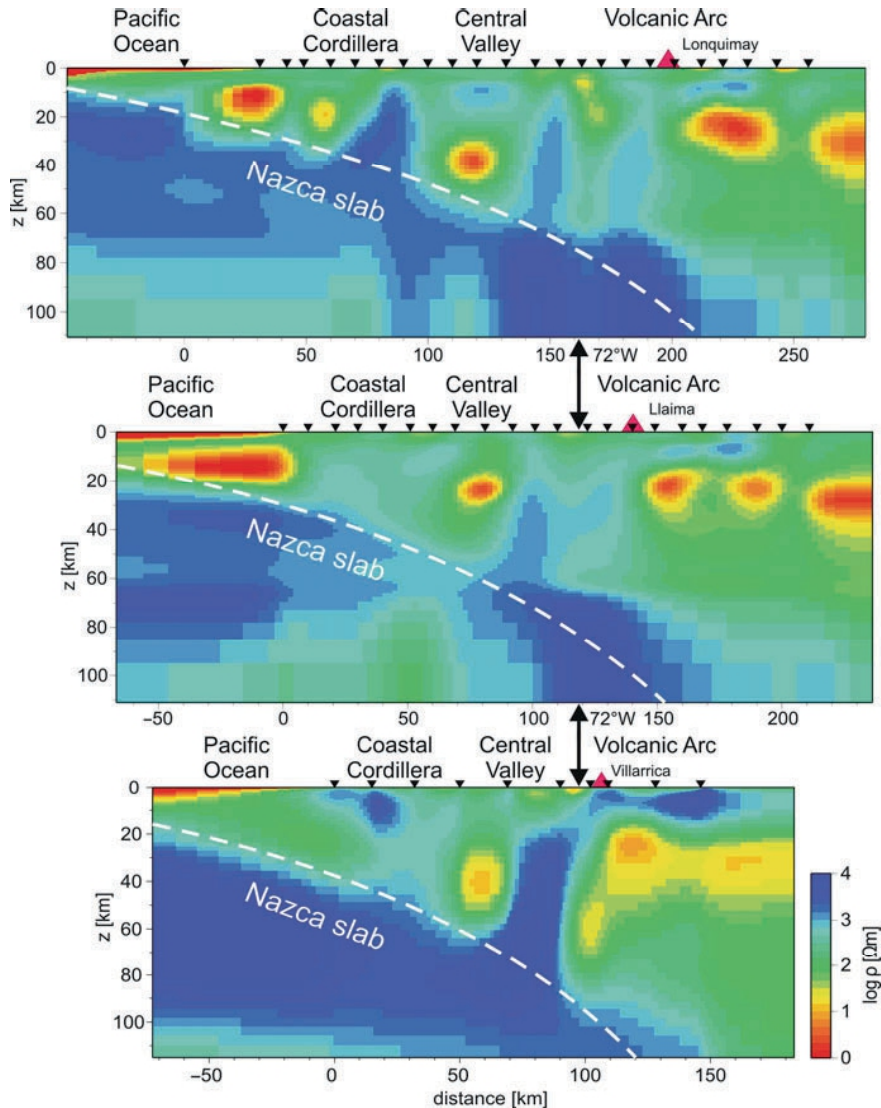 Pacific Ocean
Coastal Cordillera
Central Valley
Volcanic Arc
Lonquimay
z [km]
0
20
40
60
80
100
Nazca slab
0
50
100
150
72°W
200
250
Pacific Ocean
Coastal Cordillera
Central Valley
Volcanic Arc
Llaima
z [km]
0
20
40
60
80
100
Nazca slab
−50
0
50
100
72°W
150
200
Pacific Ocean
Coastal Cordillera
Central Valley
Volcanic Arc
Villarrica
z [km]
0
20
40
60
80
100
Nazca slab
−50
0
50
100
150
distance [km]
4
3
2
1
0
log ρ [Ωm]